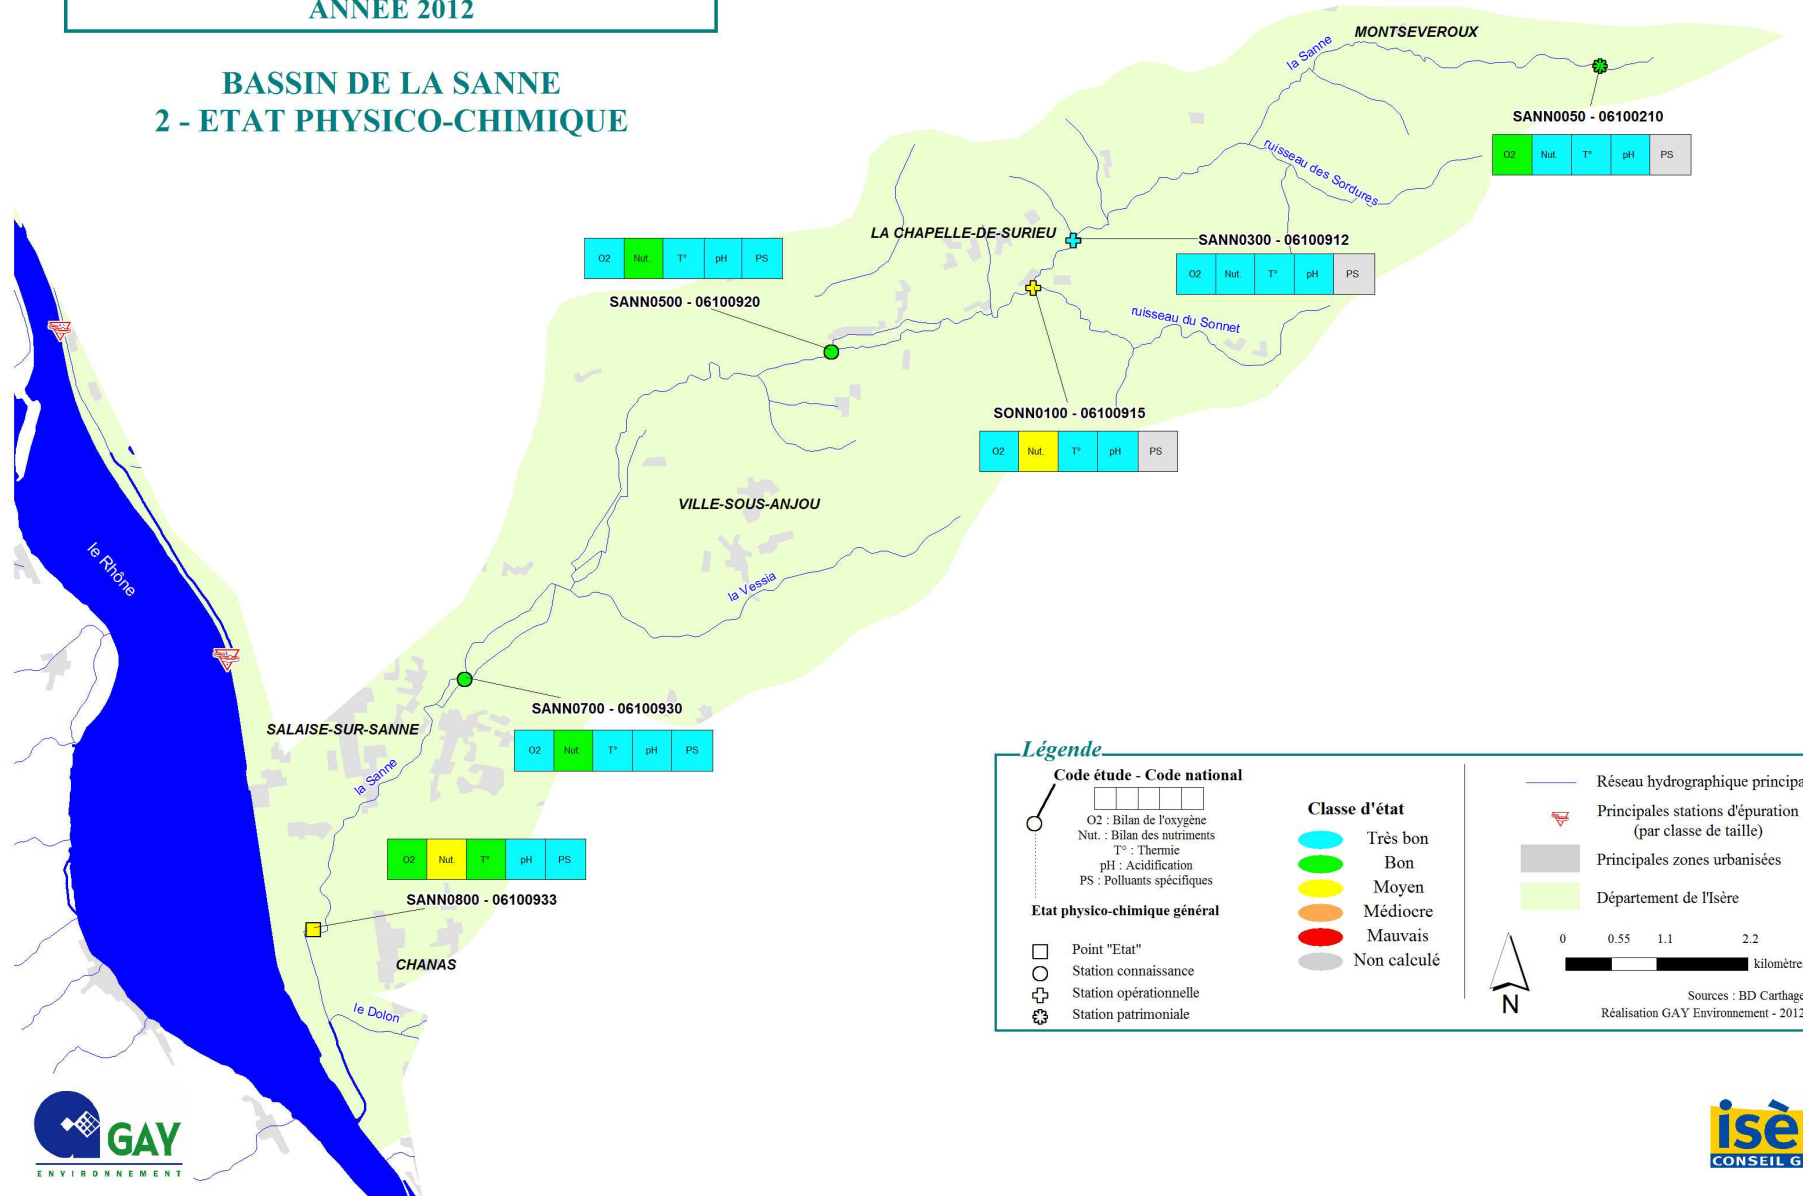 ANNEE 2012
BASSIN DE LA SANNE
2 - ETAT PHYSICO-CHIMIQUE
MONTSEVEROUX
la Sanne
SANN0050 - 06100210
O2 Nut. T° pH PS
ruisseau des Sordures
LA CHAPELLE-DE-SURIEU
SANN0300 - 06100912
O2 Nut. T° pH PS
O2 Nut. T° pH PS
SANN0500 - 06100920
ruisseau du Sonnet
SONN0100 - 06100915
O2 Nut. T° pH PS
VILLE-SOUS-ANJOU
le Rhône
la Vessia
SANN0700 - 06100930
O2 Nut. T° pH PS
SALAISE-SUR-SANNE
la Sanne
O2 Nut. T° pH PS
SANN0800 - 06100933
CHANAS
le Dolon
Légende
Code étude - Code national
O2 : Bilan de l'oxygène
Nut. : Bilan des nutriments
T° : Thermie
pH : Acidification
PS : Polluants spécifiques
Etat physico-chimique général
Point "Etat"
Station connaissance
Station opérationnelle
Station patrimoniale
Classe d'état
Très bon
Bon
Moyen
Médiocre
Mauvais
Non calculé
Réseau hydrographique principa
Principales stations d'épuration
(par classe de taille)
Principales zones urbanisées
Département de l'Isère
0 0.55 1.1 2.2
kilomètre
N
Sources : BD Carthage
Réalisation GAY Environnement - 2012
GAY
ENVIRONNEMENT
isè
CONSEIL G